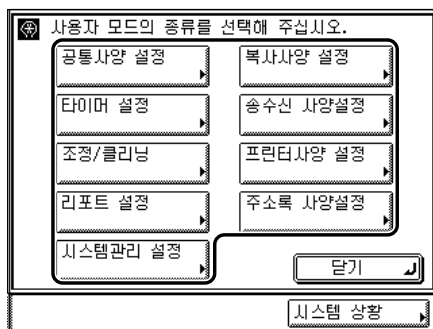 사용자 모드의 종류를 선택해 주십시오.
공통사양 설정
복사사양 설정
타이머 설정
송수신 사양설정
조정/클리닝
프린터사양 설정
리포트 설정
주소록 사양설정
시스템관리 설정
닫기
시스템 상황